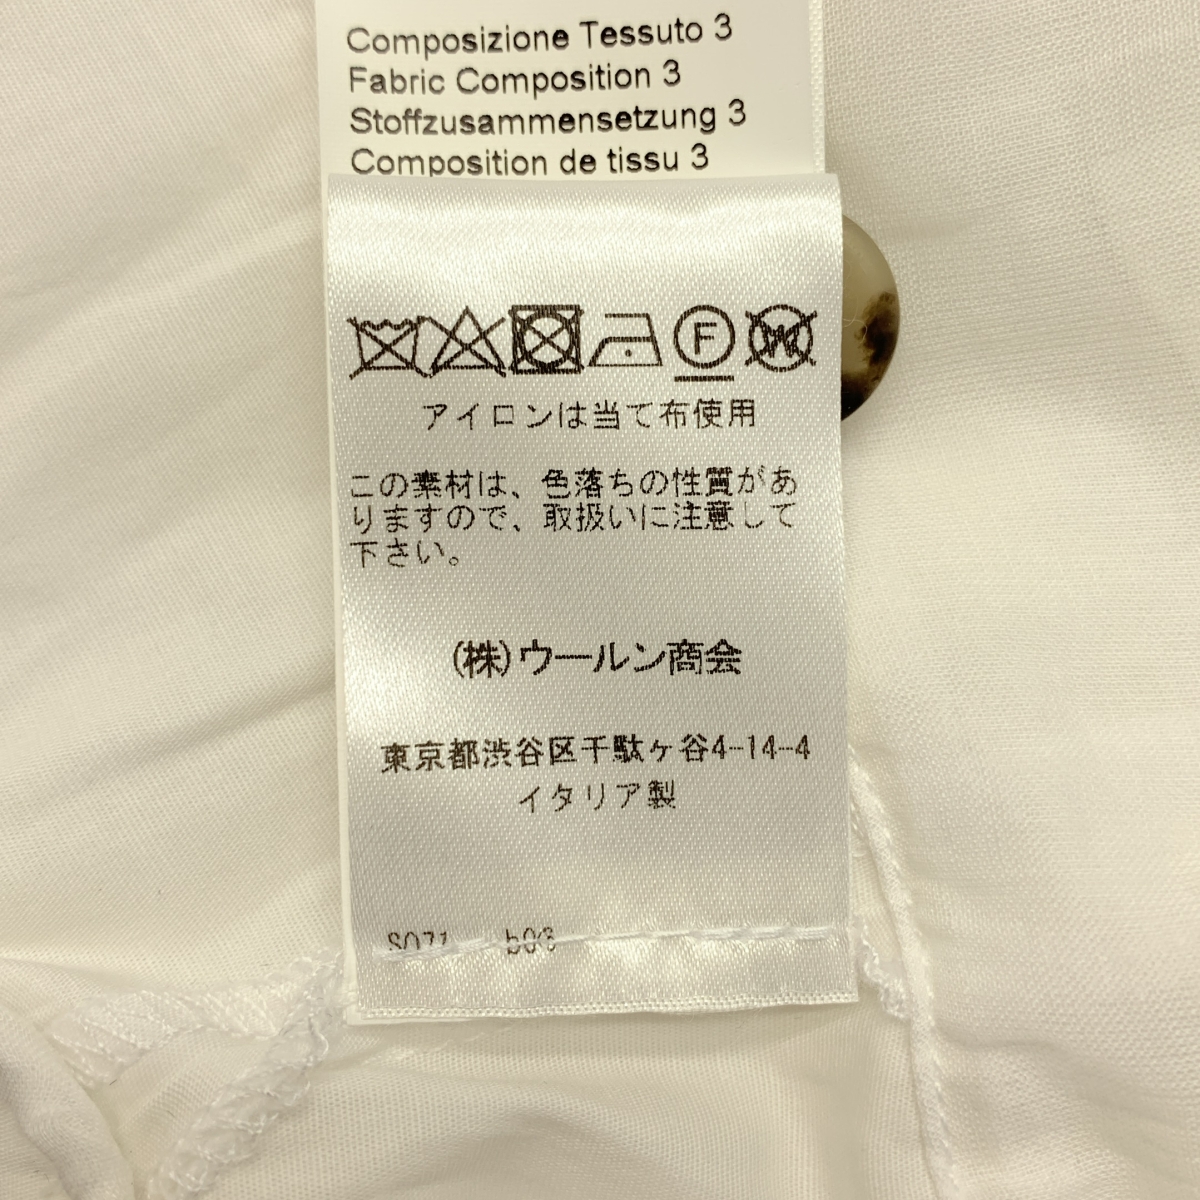 Composizione Tessuto 3
Fabric Composition 3
Stoffzusammensetzung 3
Composition de tissu 3
F
W
アイロンは当て布使用
この素材は、色落ちの性質があ
りますので、取扱いに注意して
下さい。
(株)ウールン商会
東京都渋谷区千駄ヶ谷4-14-4
イタリア製